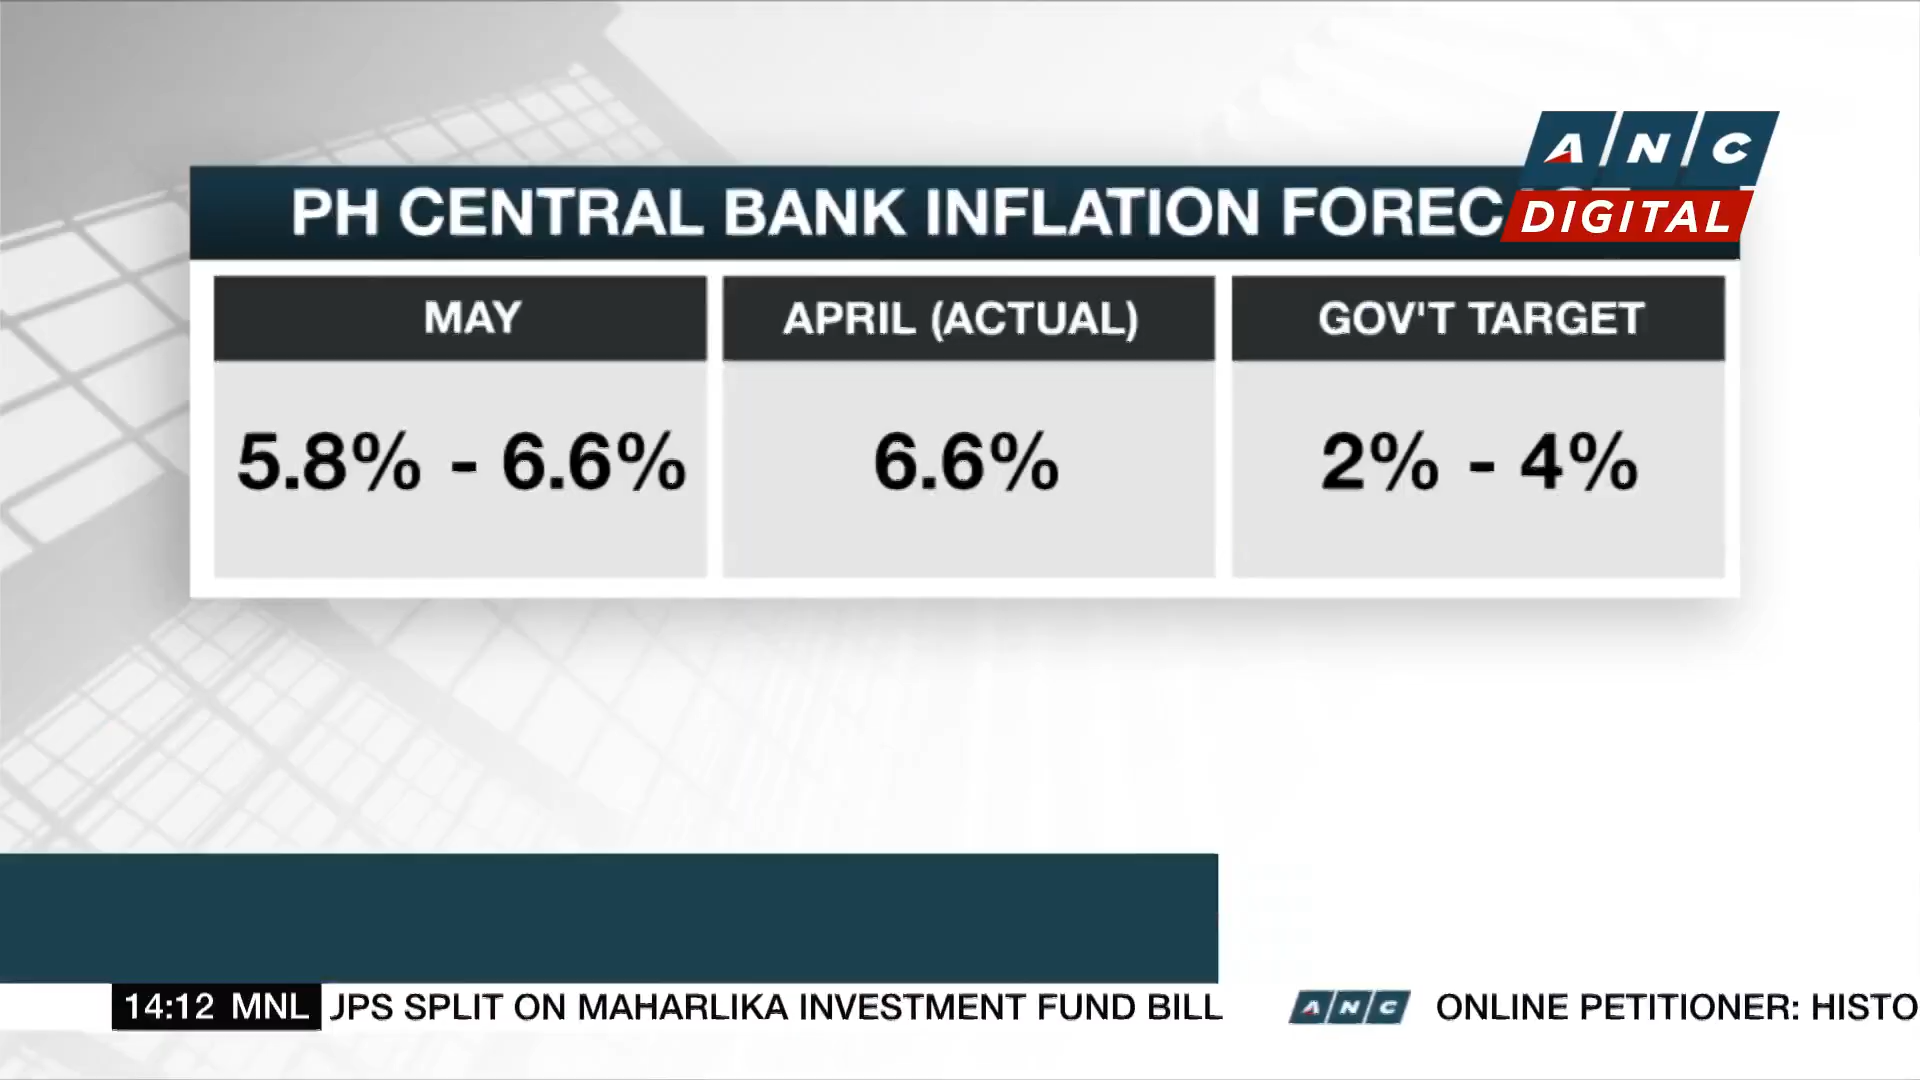 ANC
DIGITAL
PH CENTRAL BANK INFLATION FOREC
MAY
APRIL (ACTUAL)
GOV'T TARGET
5.8% - 6.6%
6.6%
2% - 4%
14:12 MNL
JPS SPLIT ON MAHARLIKA INVESTMENT FUND BILL
ANC
ONLINE PETITIONER: HISTO